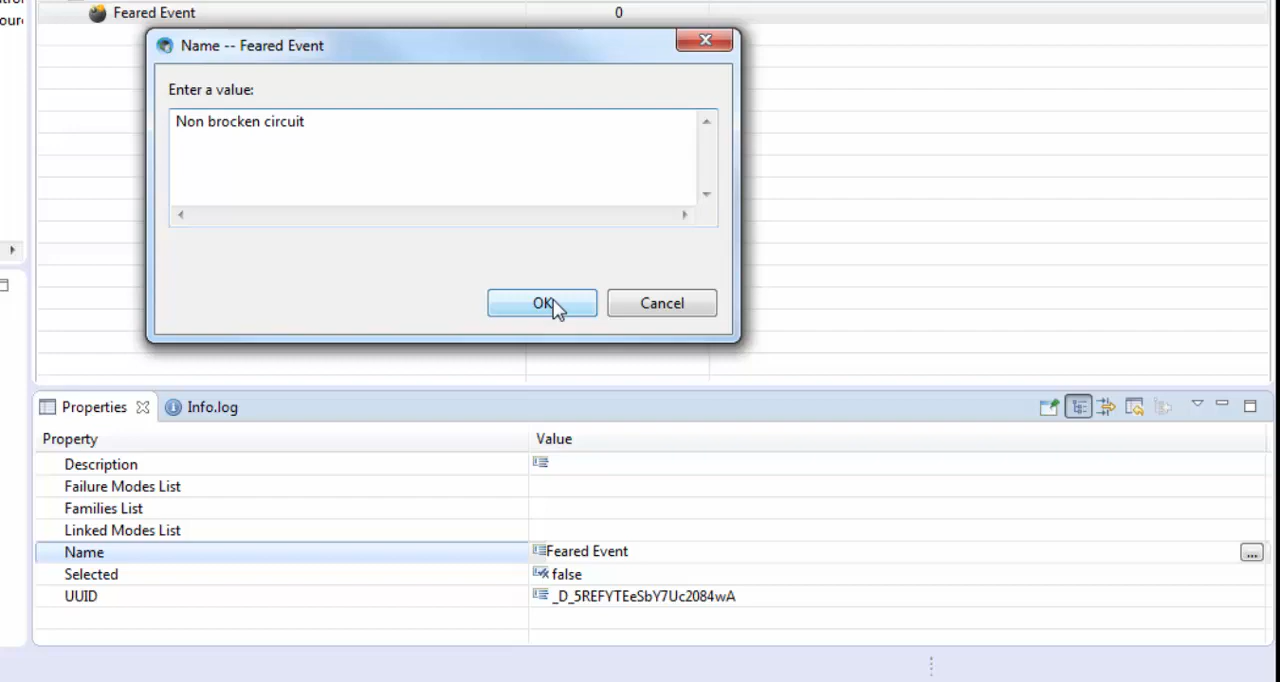 Feared Event 0
Name -- Feared Event
Enter a value:
Non brocken circuit
OK Cancel
Properties Info.log
Property Value
Description
Failure Modes List
Families List
Linked Modes List
Name Feared Event ...
Selected false
UUID _D_5REFYTEeSbY7Uc2084wA